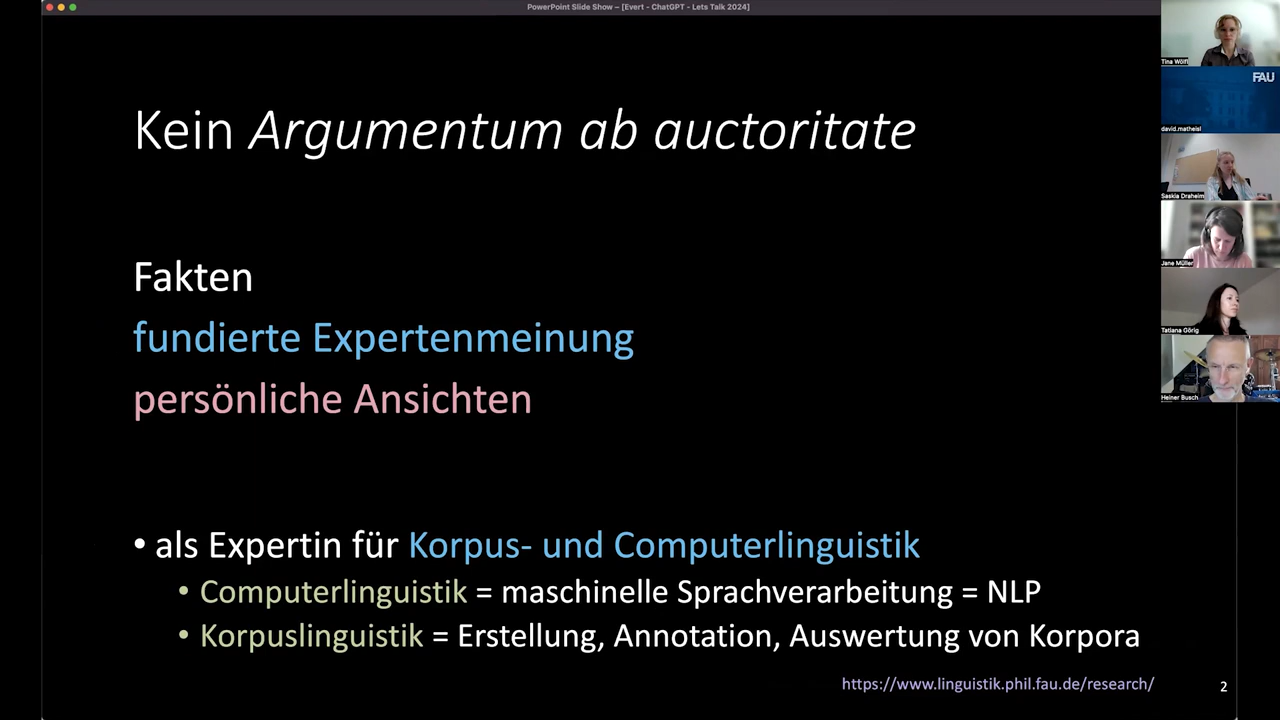 PowerPoint Slide Show – [Evert - ChatGPT - Lets Talk 2024]
Kein Argumentum ab auctoritate
Fakten
fundierte Expertenmeinung
persönliche Ansichten
• als Expertin für Korpus- und Computerlinguistik
• Computerlinguistik = maschinelle Sprachverarbeitung = NLP
• Korpuslinguistik = Erstellung, Annotation, Auswertung von Korpora
https://www.linguistik.phil.fau.de/research/
2
Tina Wölfl
FAU
david.matheisl
Saskia Draheim
Jane Müller
Tatiana Görig
Heiner Busch